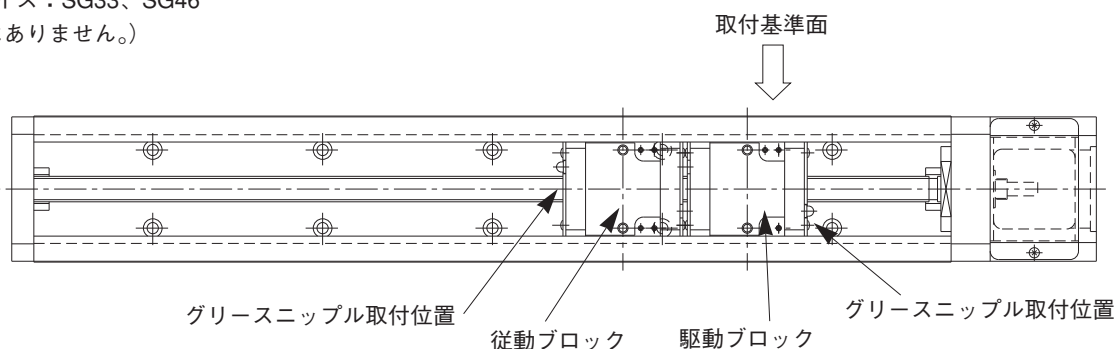 イズ：SG33、SG46
ありません。）
取付基準面
グリースニップル取付位置
従動ブロック
駆動ブロック
グリースニップル取付位置